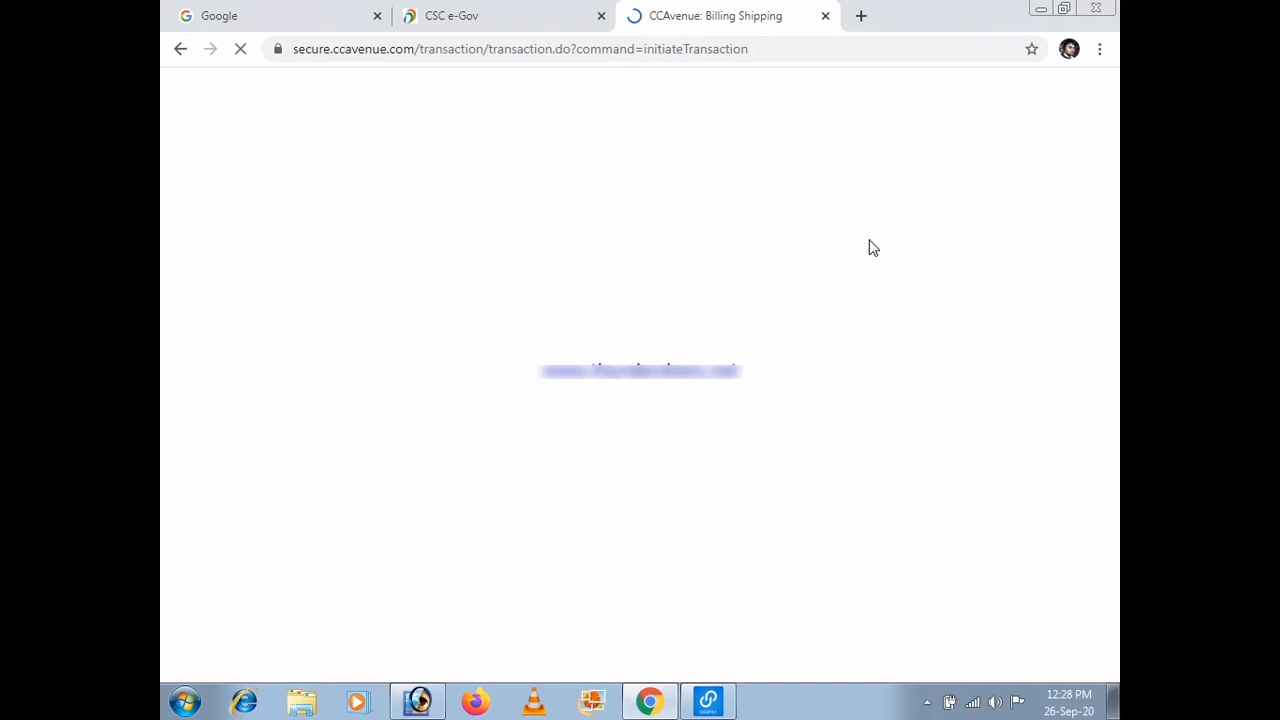 Google
CSC e-Gov
CCAvenue: Billing Shipping
secure.ccavenue.com/transaction/transaction.do?command=initiateTransaction
DIGIPAY
12:28 PM
26-Sep-20